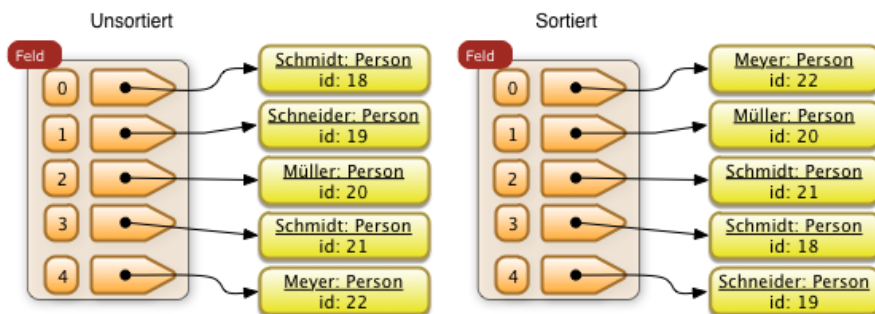 Unsortiert
Feld
0
Schmidt: Person
id: 18
1
Schneider: Person
id: 19
2
Müller: Person
id: 20
3
Schmidt: Person
id: 21
4
Meyer: Person
id: 22
Sortiert
Feld
0
Meyer: Person
id: 22
1
Müller: Person
id: 20
2
Schmidt: Person
id: 21
3
Schmidt: Person
id: 18
4
Schneider: Person
id: 19